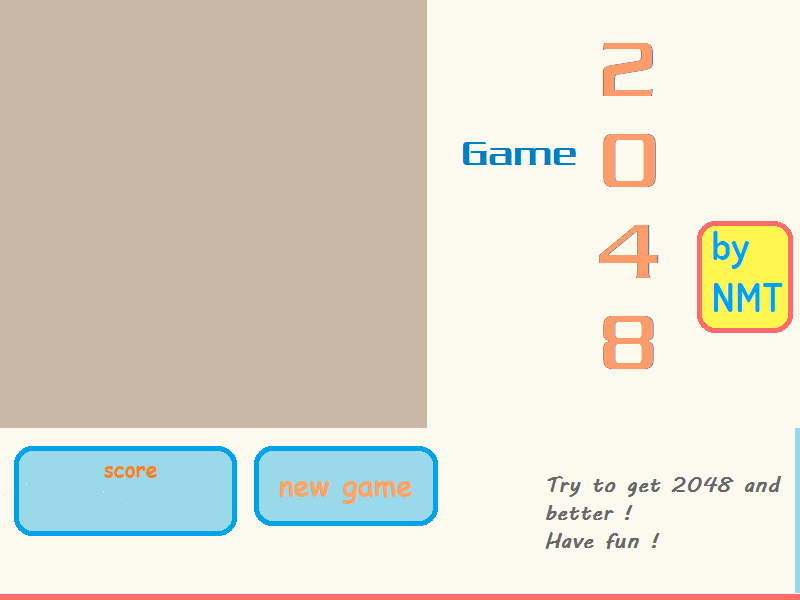 2
0
4
8
Game
by
NMT
score
new game
Try to get 2048 and
better !
Have fun !